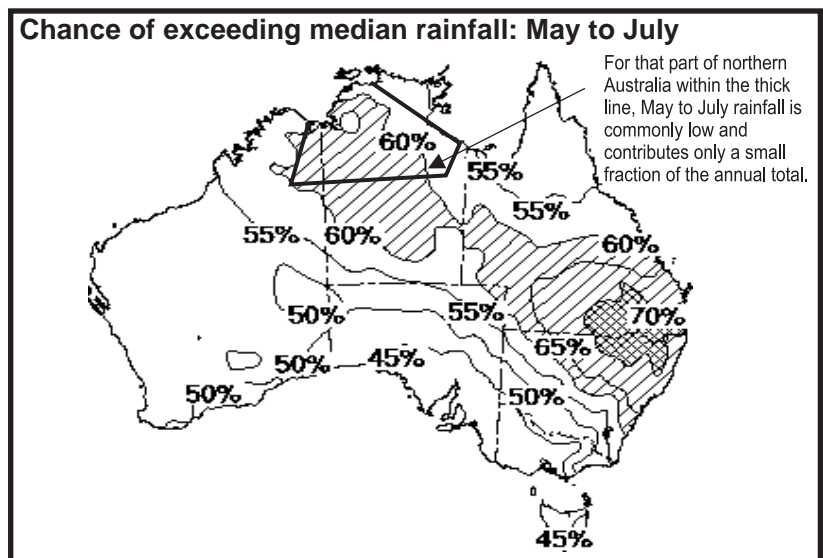 Chance of exceeding median rainfall: May to July
For that part of northern
Australia within the thick
line, May to July rainfall is
commonly low and
contributes only a small
fraction of the annual total.
60%
55%
55%
55%
60%
60%
50%
55%
70%
65%
50%
45%
50%
50%
45%